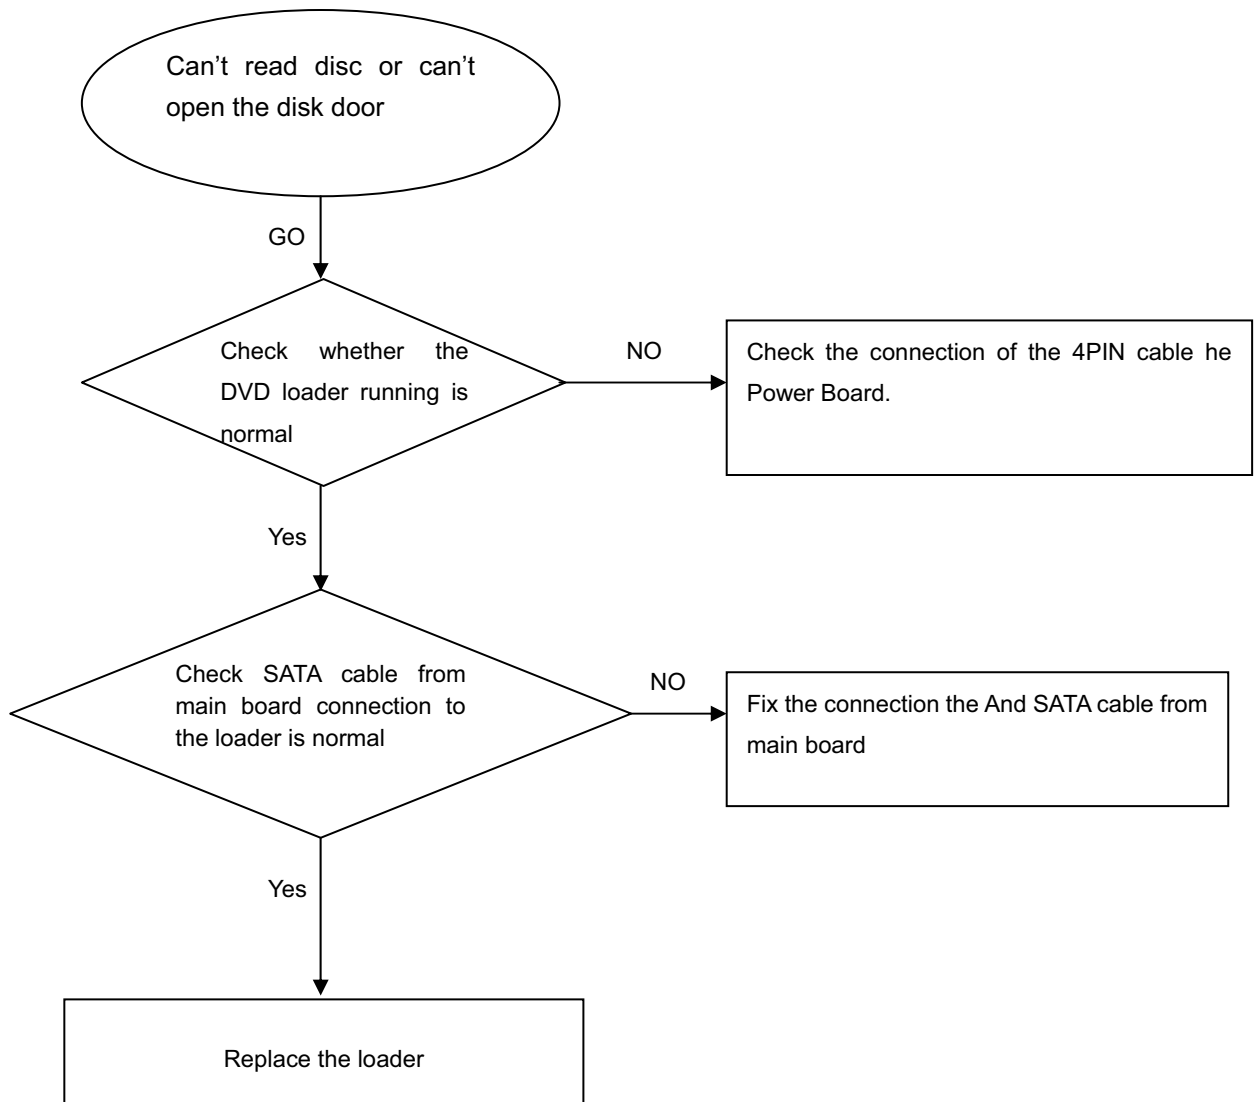 Can’t read disc or can’t
open the disk door
GO
Check whether the
DVD loader running is
normal
NO
Check the connection of the 4PIN cable he
Power Board.
Yes
Check SATA cable from
main board connection to
the loader is normal
NO
Fix the connection the And SATA cable from
main board
Yes
Replace the loader